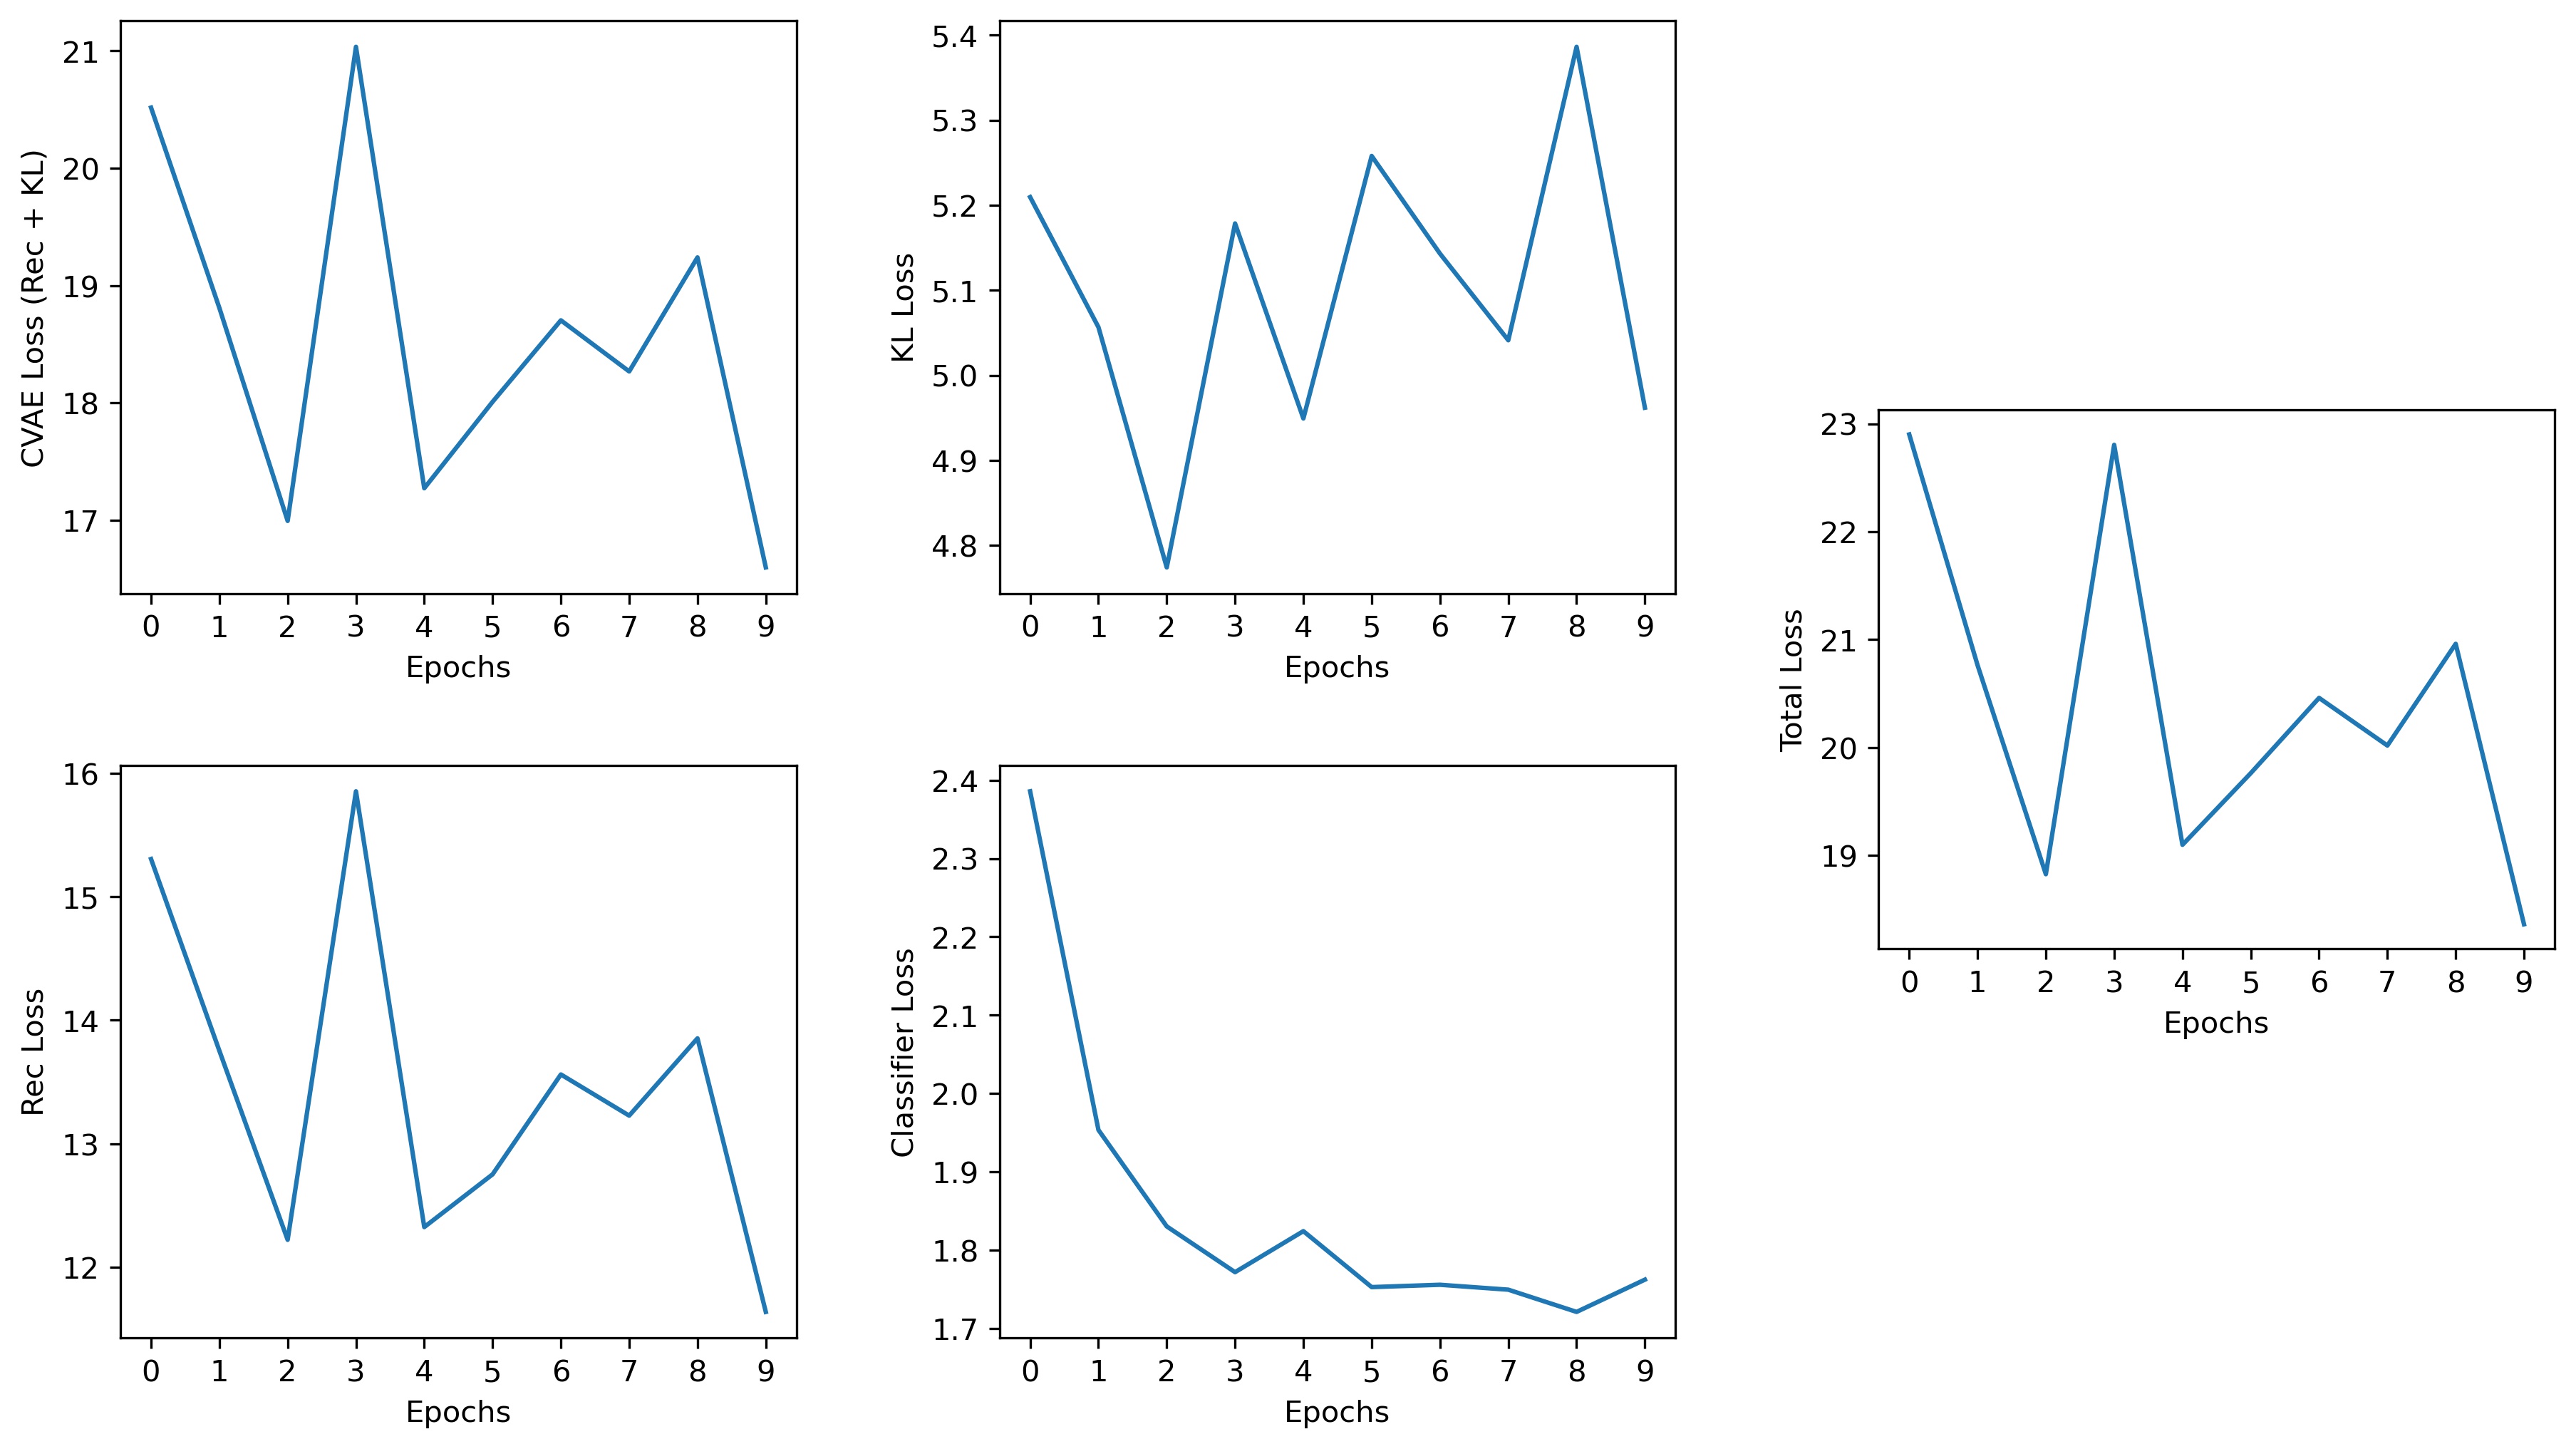 CVAE Loss (Rec + KL)
21
20
19
18
17
0 1 2 3 4 5 6 7 8 9
Epochs
KL Loss
5.4
5.3
5.2
5.1
5.0
4.9
4.8
0 1 2 3 4 5 6 7 8 9
Epochs
Rec Loss
16
15
14
13
12
0 1 2 3 4 5 6 7 8 9
Epochs
Classifier Loss
2.4
2.3
2.2
2.1
2.0
1.9
1.8
1.7
0 1 2 3 4 5 6 7 8 9
Epochs
Total Loss
23
22
21
20
19
0 1 2 3 4 5 6 7 8 9
Epochs